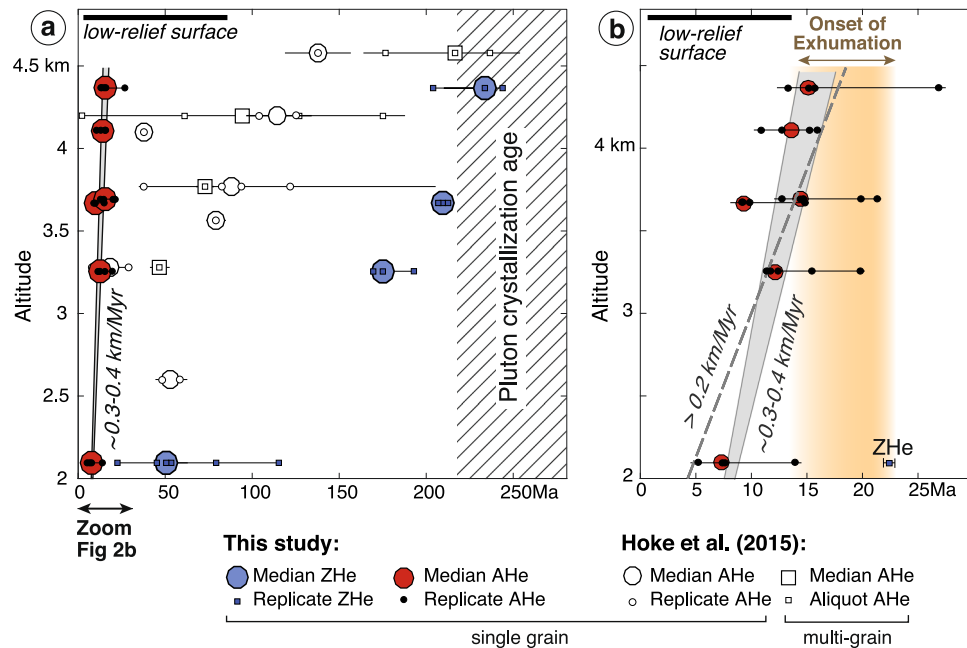 a
low-relief surface
4.5 km
4
3.5
3
2.5
2
Altitude
~0.3-0.4 km/Myr
Pluton crystallization age
0
50
100
150
200
250Ma
Zoom
Fig 2b
b
low-relief
surface
Onset of
Exhumation
4 km
3
2
Altitude
> 0.2 km/Myr
~0.3-0.4 km/Myr
ZHe
0
5
10
15
20
25Ma
This study:
Median ZHe
Median AHe
Replicate ZHe
Replicate AHe
Hoke et al. (2015):
Median AHe
Median AHe
Replicate AHe
Aliquot AHe
single grain
multi-grain